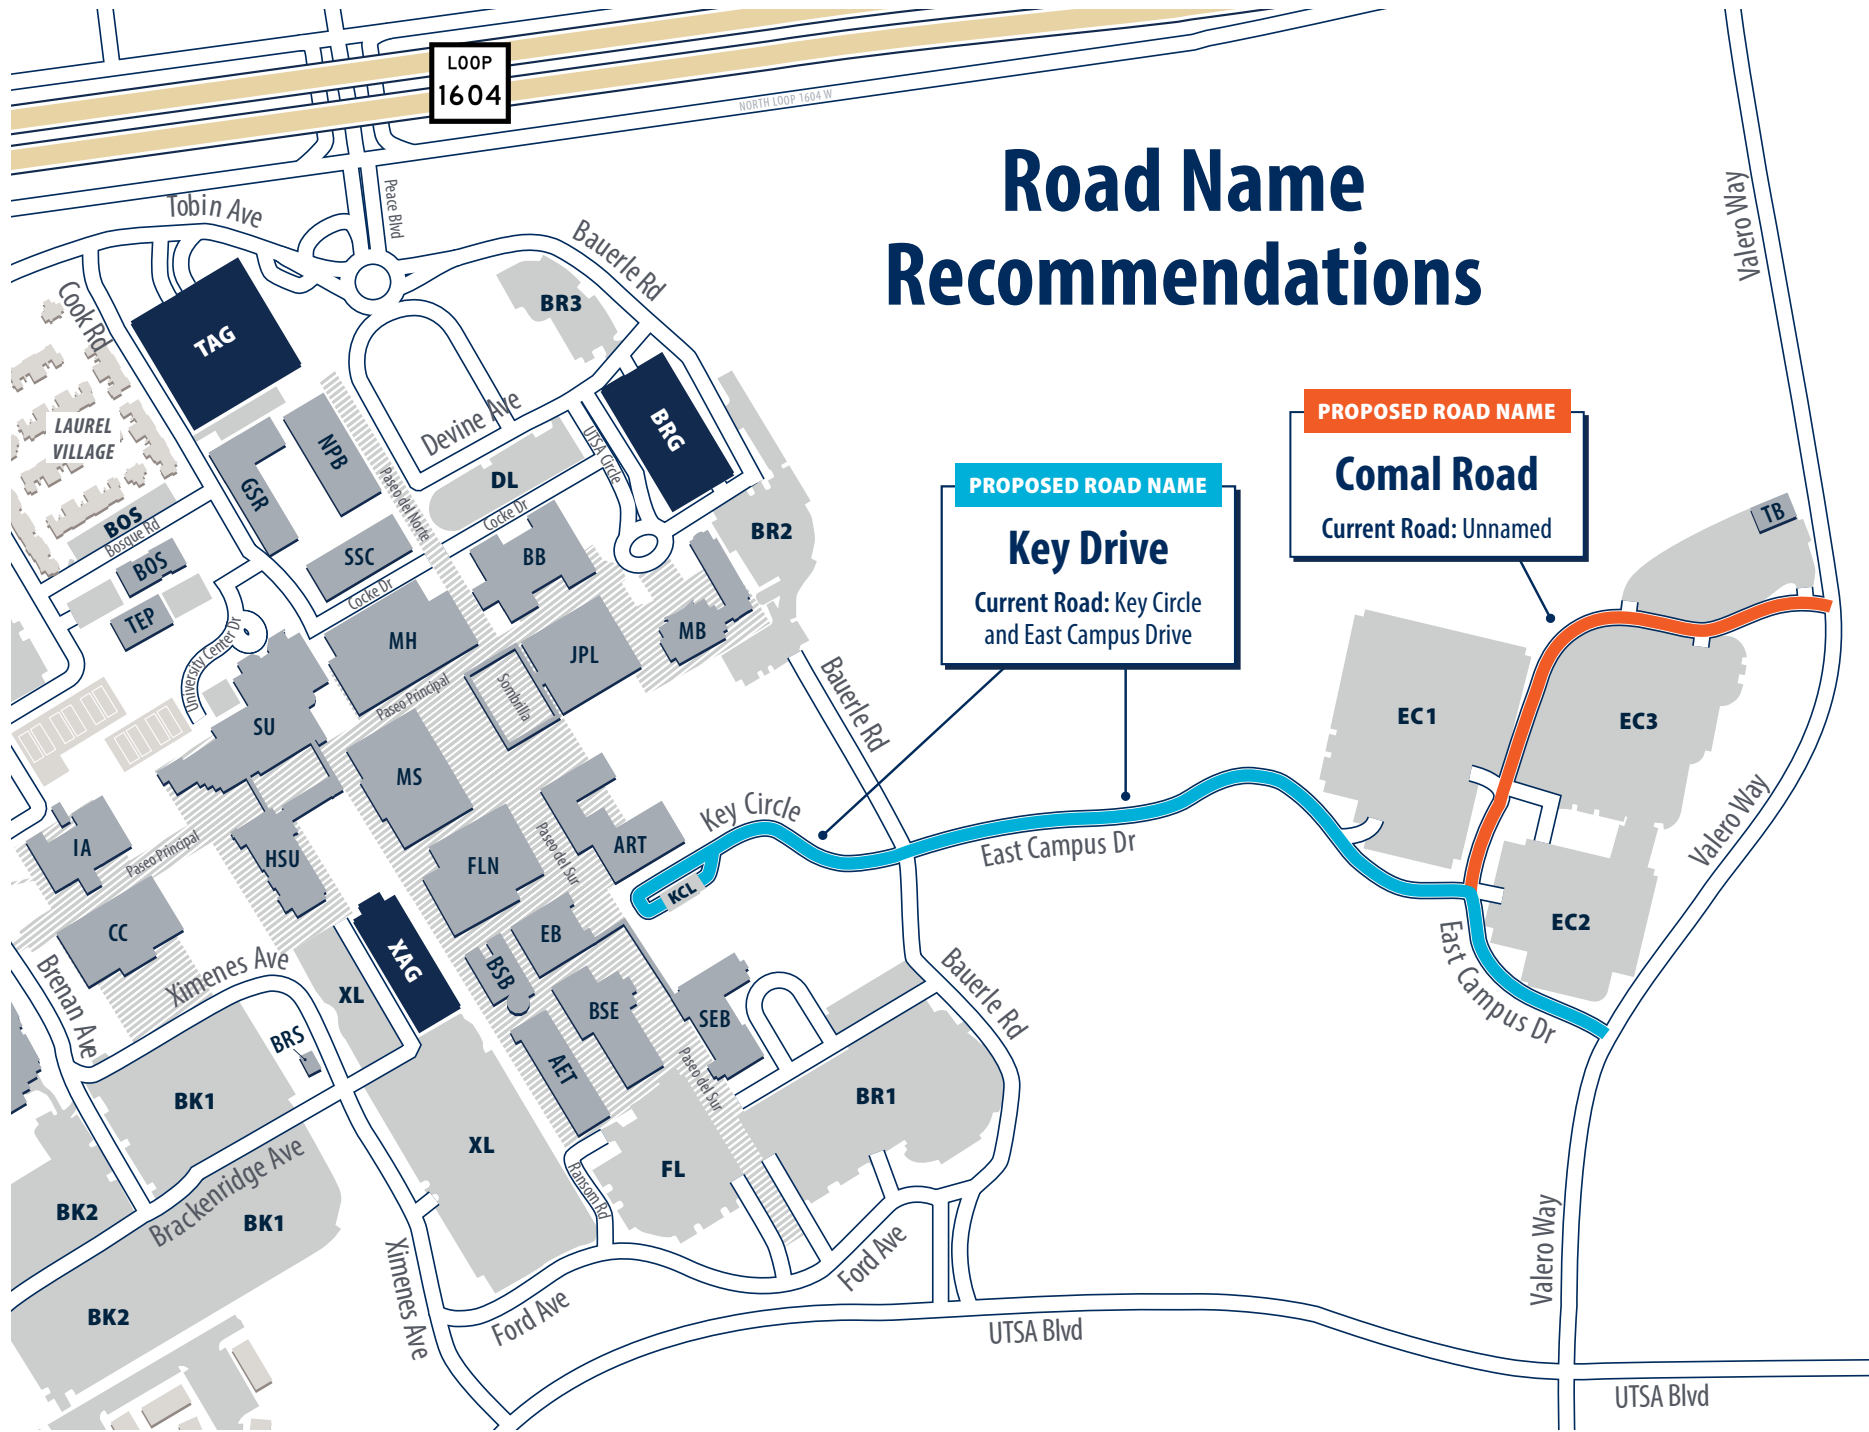 LOOP
1604
NORTH LOOP 1604 W
Road Name
Recommendations
Tobin Ave
Peace Blvd
Bauerle Rd
Valero Way
Cook Rd
TAG
BR3
LAUREL
VILLAGE
NPB
GSR
Devine Ave
BRG
UTSA Circle
Paseo del Norte
DL
Cocke Dr
BOS
Bosque Rd
BOS
TEP
SSC
Cocke Dr
BB
BR2
PROPOSED ROAD NAME
Key Drive
Current Road: Key Circle
and East Campus Drive
PROPOSED ROAD NAME
Comal Road
Current Road: Unnamed
TB
University Center Dr
MH
JPL
MB
SU
Paseo Principal
Sombrilla
Bauerle Rd
EC1
EC3
MS
Key Circle
East Campus Dr
Valero Way
IA
Paseo Principal
HSU
FLN
Paseo del Sur
ART
KCL
CC
XAG
EB
BSB
EC2
East Campus Dr
Brenan Ave
Ximenes Ave
XL
BRS
BSE
SEB
Bauerle Rd
AET
Paseo del Sur
BK1
BR1
XL
FL
Ransom Rd
BK2
Brackenridge Ave
BK1
Ximenes Ave
Ford Ave
Ford Ave
Valero Way
BK2
UTSA Blvd
UTSA Blvd